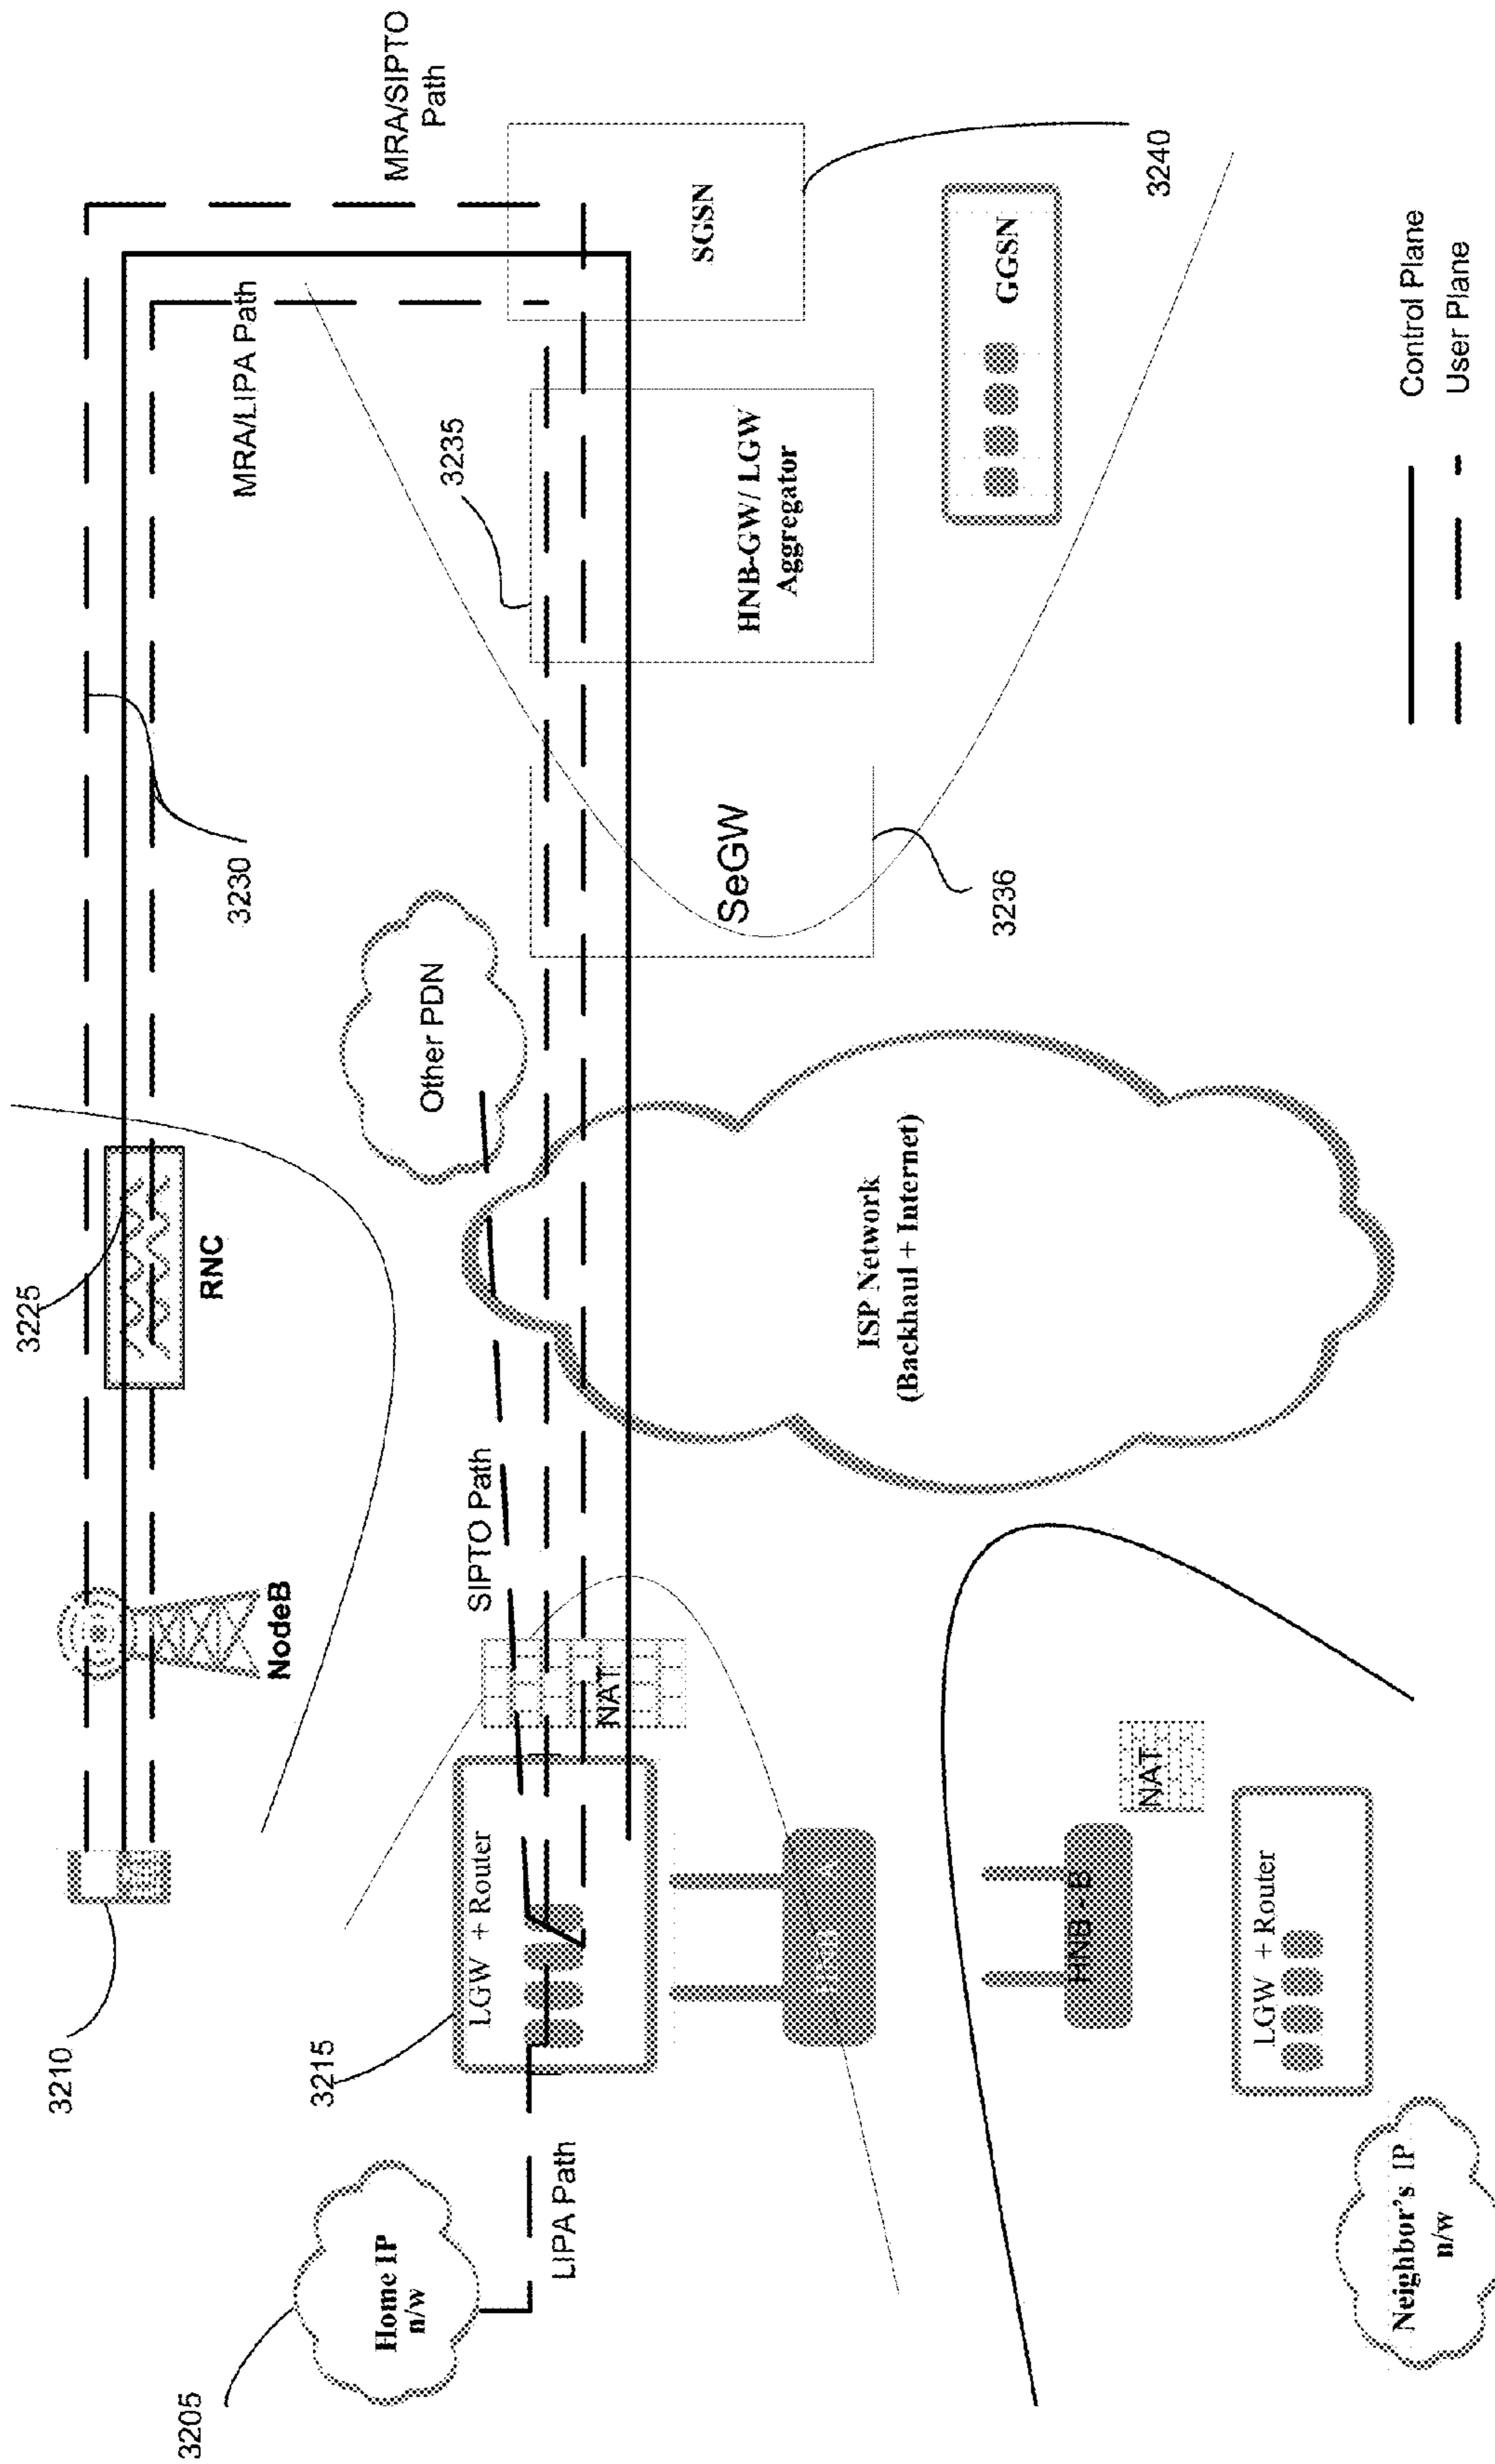 3205
Home IP
n/w
LIPA Path
3210
3215
LGW + Router
NAT
SIPTO Path
NodeB
3225
RNC
Other PDN
3230
MRA/LIPA Path
MRA/SIPTO
Path
3235
SeGW
3236
HNB-GW/ LGW
Aggregator
SGSN
3240
GGSN
ISP Network
(Backhaul + Internet)
HNB - B
NAT
LGW + Router
Neighbor's IP
n/w
Control Plane
User Plane